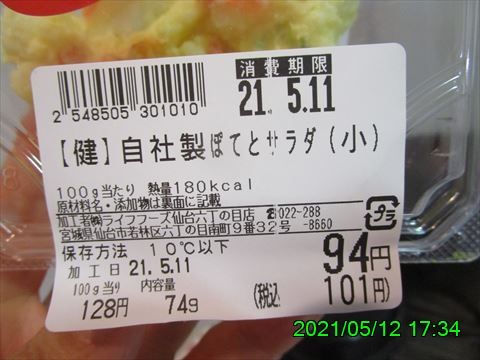 消費期限
2 548505 301010
21. 5.11
【健】自社製ぽてとサラダ(小)
100g当たり 熱量180kcal
原材料名・添加物は裏面に記載
加工者㈱ライフフーズ仙台六丁の目店☎022-288
宮城県仙台市若林区六丁の目南町9番32号 -8660
保存方法 10℃以下
94円
加工日 21.5.11
100g当り 内容量
(税込 101円)
128円 74g
プラ
2021/05/12 17:34